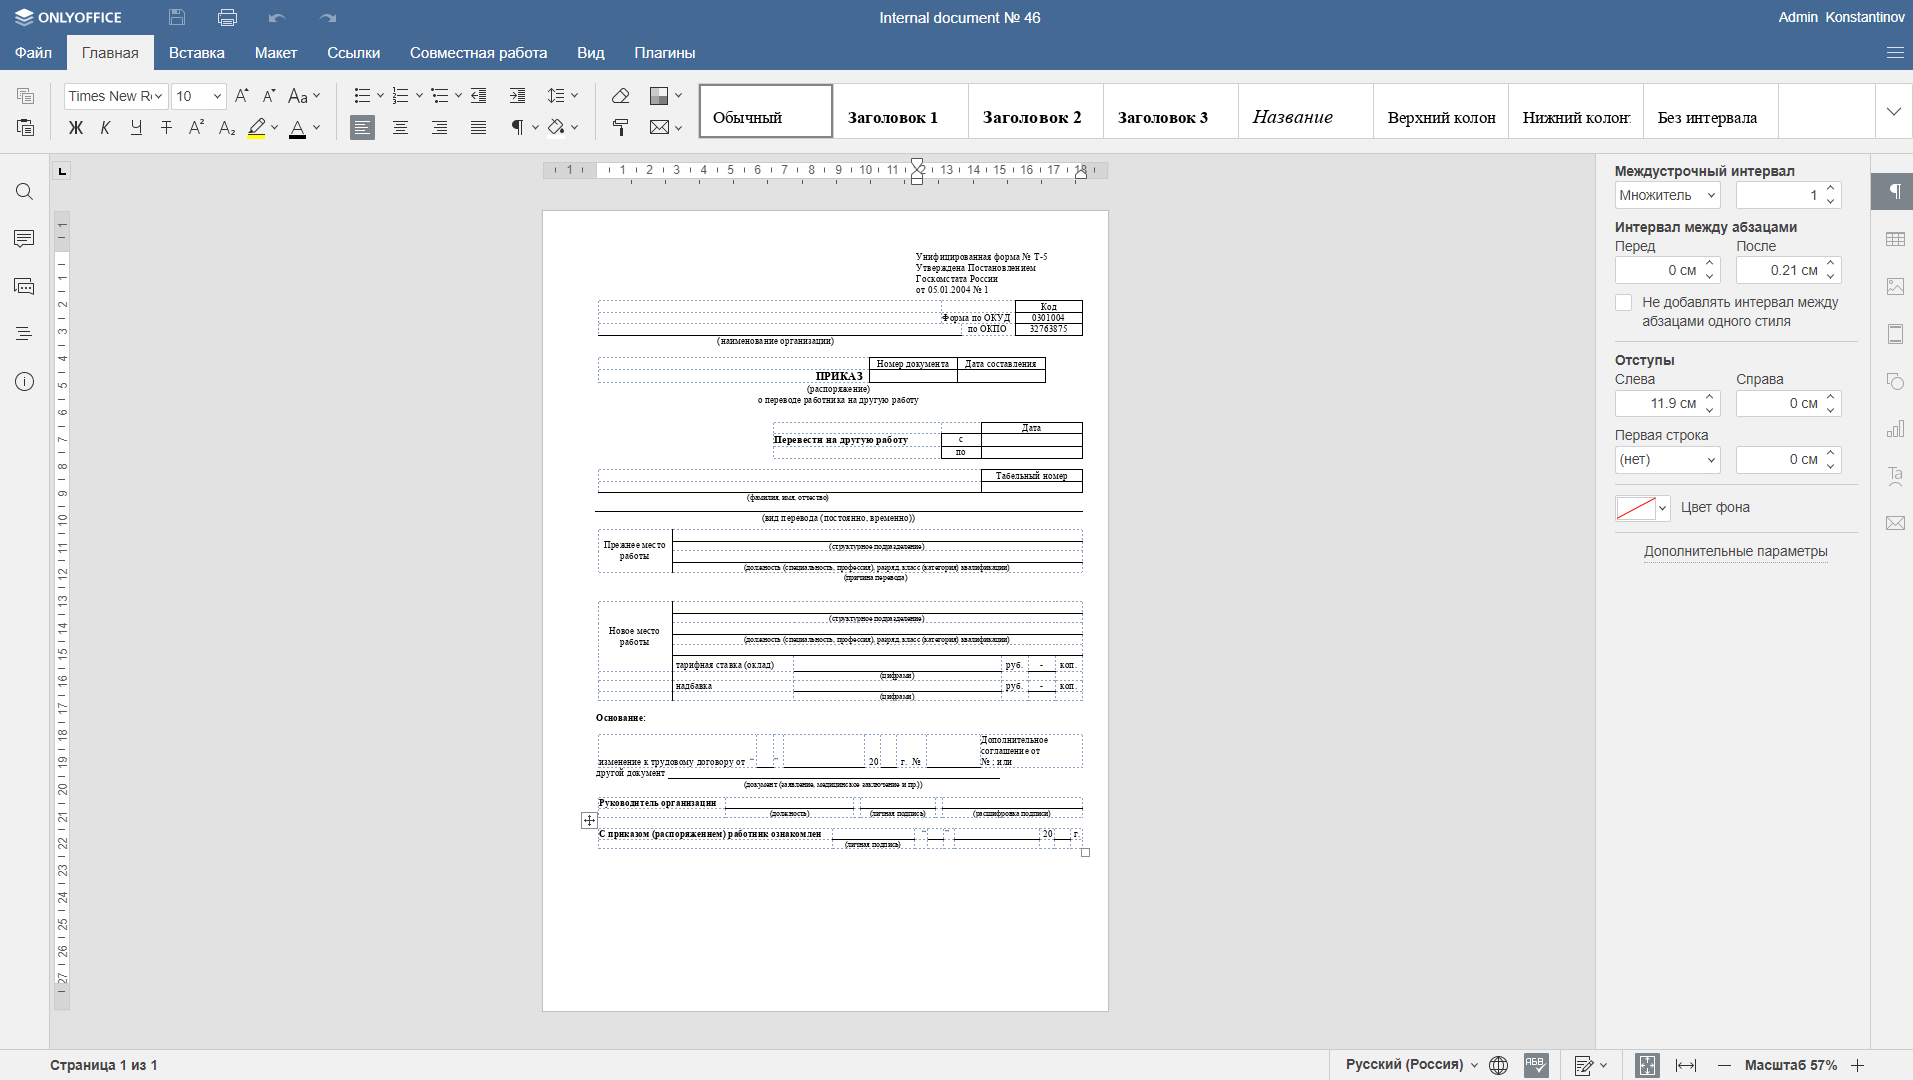 ONLYOFFICE
Internal document № 46
Admin Konstantinov
Файл Главная Вставка Макет Ссылки Совместная работа Вид Плагины
Times New Ro 10
Обычный Заголовок 1 Заголовок 2 Заголовок 3 Название Верхний колон Нижний колон Без интервала
Унифицированная форма № Т-5
Утверждена Постановлением
Госкомстата России
от 05.01.2004 № 1
Код
Форма по ОКУД 0301004
по ОКПО 32763875
(наименование организации)
Номер документа Дата составления
ПРИКАЗ
(распоряжение)
о переводе работника на другую работу
Дата
Перевести на другую работу с
по
Табельный номер
(фамилия, имя, отчество)
(вид перевода (постоянно, временно))
Прежнее место работы
(структурное подразделение)
(должность (специальность, профессия), разряд, класс (категория) квалификации)
(причина перевода)
Новое место работы
(структурное подразделение)
(должность (специальность, профессия), разряд, класс (категория) квалификации)
тарифная ставка (оклад) руб. - коп.
(цифрами)
надбавка руб. - коп.
(цифрами)
Основание:
Дополнительное
соглашение от
изменение к трудовому договору от " " 20 г. № № ; или
другой документ
(документ (заявление, медицинское заключение и пр.))
Руководитель организации
(должность) (личная подпись) (расшифровка подписи)
С приказом (распоряжением) работник ознакомлен " " 20 г.
(личная подпись)
Междустрочный интервал
Множитель 1
Интервал между абзацами
Перед После
0 см 0.21 см
Не добавлять интервал между
абзацами одного стиля
Отступы
Слева Справа
11.9 см 0 см
Первая строка
(нет) 0 см
Цвет фона
Дополнительные параметры
Страница 1 из 1
Русский (Россия)
Масштаб 57%